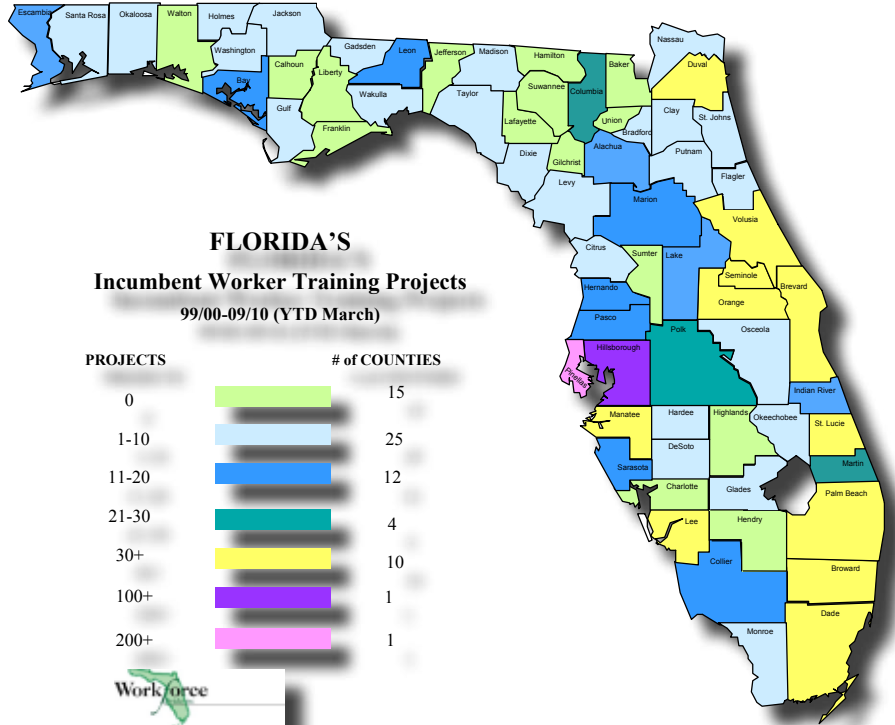 Escambia
Santa Rosa
Okaloosa
Walton
Holmes
Jackson
Washington
Bay
Calhoun
Gulf
Liberty
Franklin
Gadsden
Leon
Wakulla
Jefferson
Madison
Taylor
Hamilton
Suwannee
Lafayette
Columbia
Baker
Union
Bradford
Gilchrist
Dixie
Nassau
Duval
Clay
St. Johns
Putnam
Alachua
Levy
Marion
Flagler
Volusia
Citrus
Sumter
Lake
Seminole
Orange
Brevard
Hernando
Pasco
Polk
Osceola
Hillsborough
Pinellas
Indian River
Manatee
Hardee
Highlands
Okeechobee
St. Lucie
DeSoto
Sarasota
Martin
Charlotte
Glades
Palm Beach
Lee
Hendry
Collier
Broward
Dade
Monroe
FLORIDA'S
Incumbent Worker Training Projects
99/00-09/10 (YTD March)
PROJECTS # of COUNTIES
0 15
1-10 25
11-20 12
21-30 4
30+ 10
100+ 1
200+ 1
Workforce